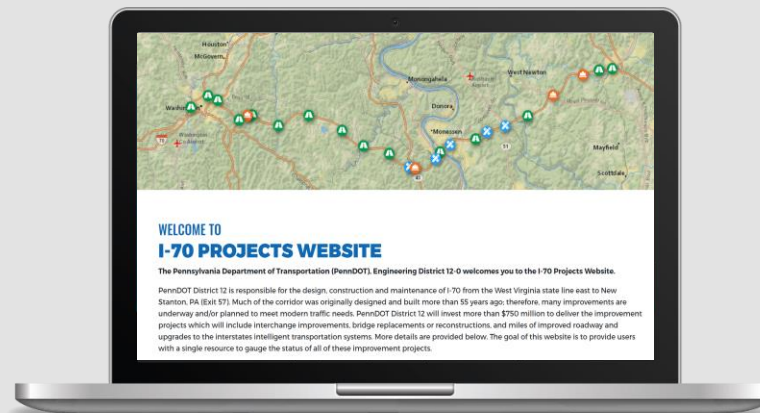 Houston
McGovern
Monongahela
West Newton
Donora
Monessen
51
Mayfield
Scottdale
70
WELCOME TO
I-70 PROJECTS WEBSITE
The Pennsylvania Department of Transportation (PennDOT), Engineering District 12-0 welcomes you to the I-70 Projects Website.
PennDOT District 12 is responsible for the design, construction and maintenance of I-70 from the West Virginia state line east to New
Stanton, PA (Exit 57). Much of the corridor was originally designed and built more than 55 years ago; therefore, many improvements are
underway and/or planned to meet modern traffic needs. PennDOT District 12 will invest more than $750 million to deliver the improvement
projects which will include interchange improvements, bridge replacements or reconstructions, and miles of improved roadway and
upgrades to the interstates intelligent transportation systems. More details are provided below. The goal of this website is to provide users
with a single resource to gauge the status of all of these improvement projects.